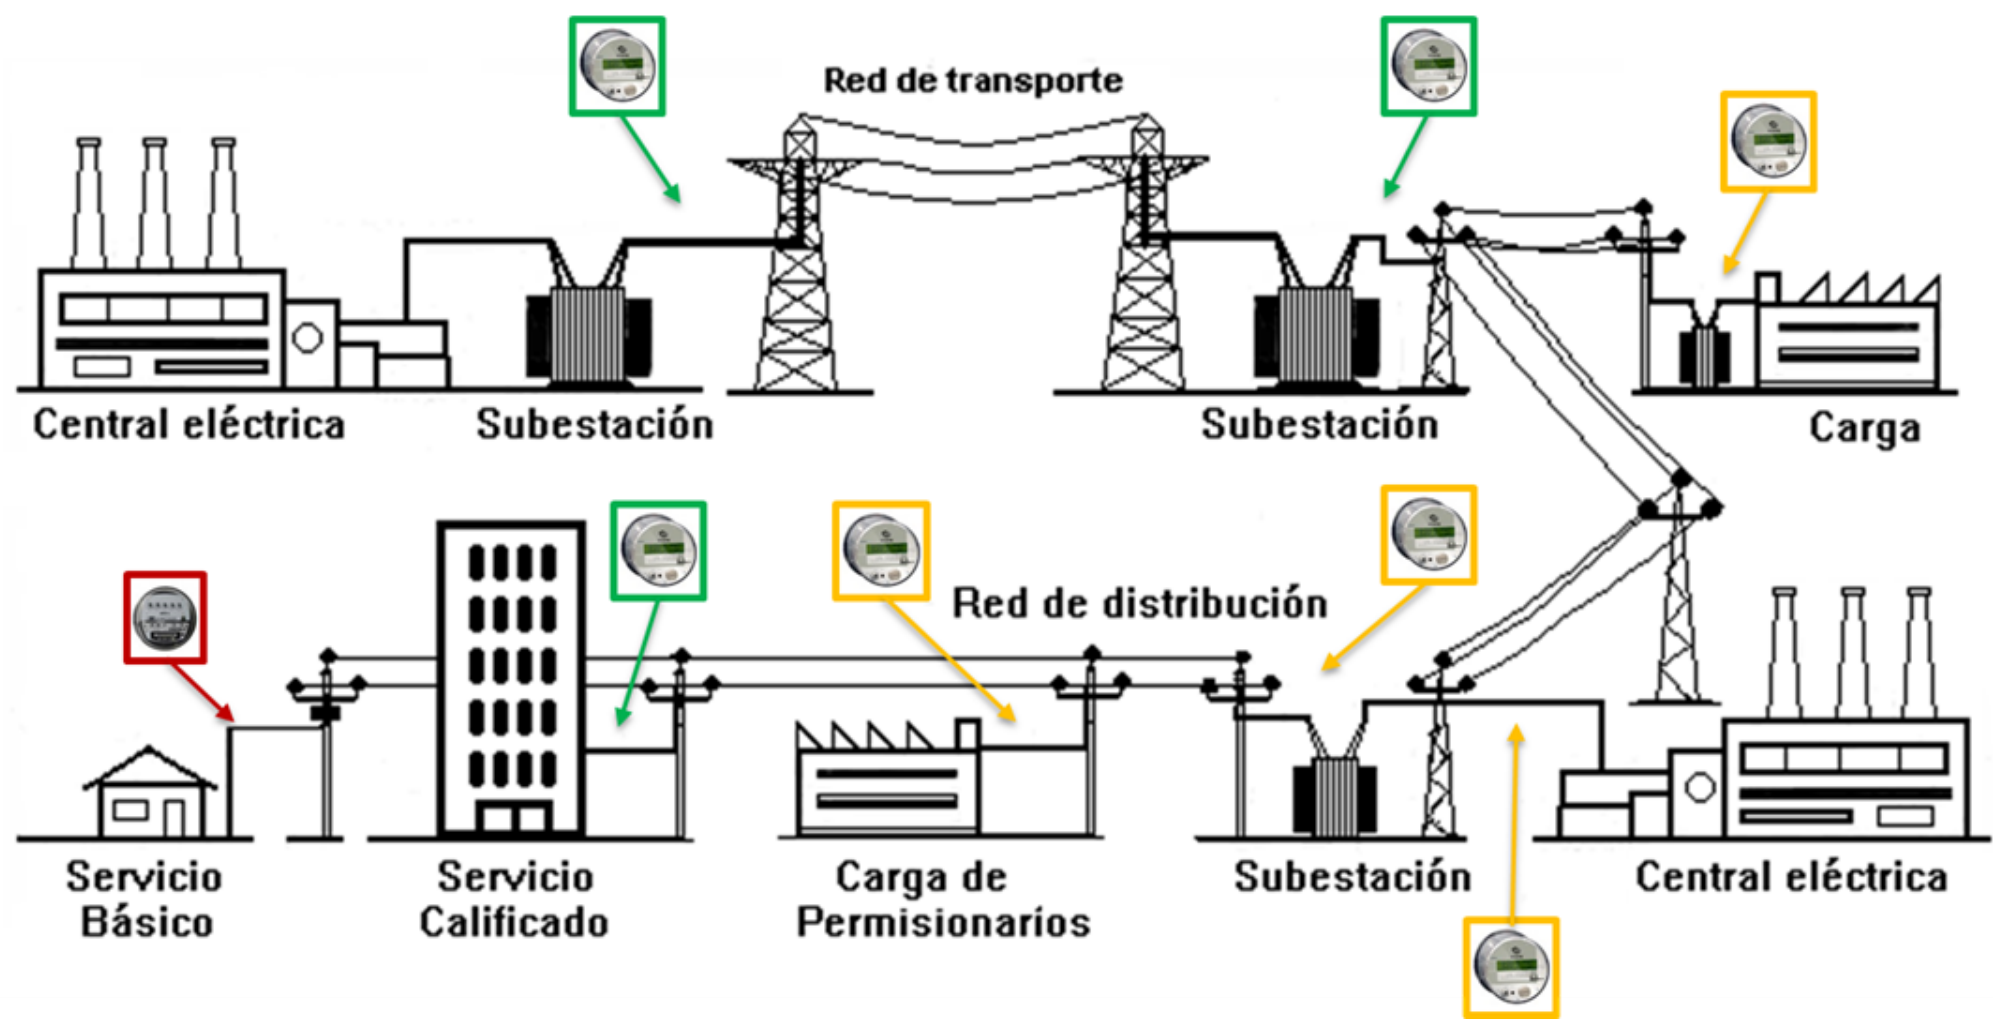 Red de transporte
Central eléctrica
Subestación
Subestación
Carga
Red de distribución
Servicio
Básico
Servicio
Calificado
Carga de
Permisionarios
Subestación
Central eléctrica